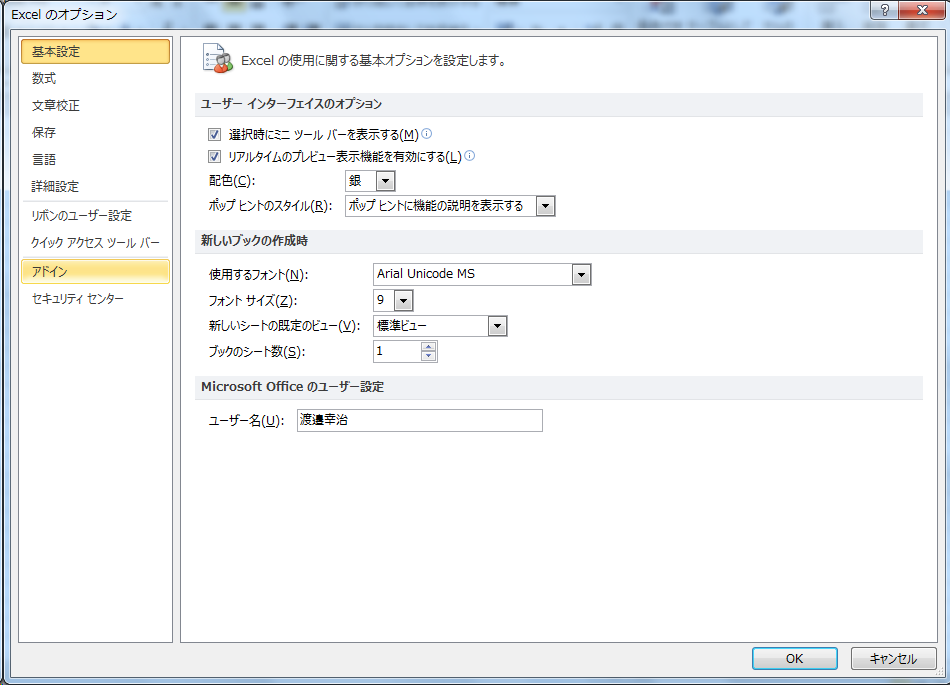 Excel のオプション
基本設定
数式
文章校正
保存
言語
詳細設定
リボンのユーザー設定
クイック アクセス ツール バー
アドイン
セキュリティ センター
Excel の使用に関する基本オプションを設定します。
ユーザー インターフェイスのオプション
選択時にミニ ツール バーを表示する(M)
リアルタイムのプレビュー表示機能を有効にする(L)
配色(C): 銀
ポップ ヒントのスタイル(R): ポップ ヒントに機能の説明を表示する
新しいブックの作成時
使用するフォント(N): Arial Unicode MS
フォント サイズ(Z): 9
新しいシートの既定のビュー(V): 標準ビュー
ブックのシート数(S): 1
Microsoft Office のユーザー設定
ユーザー名(U): 渡邉幸治
OK キャンセル